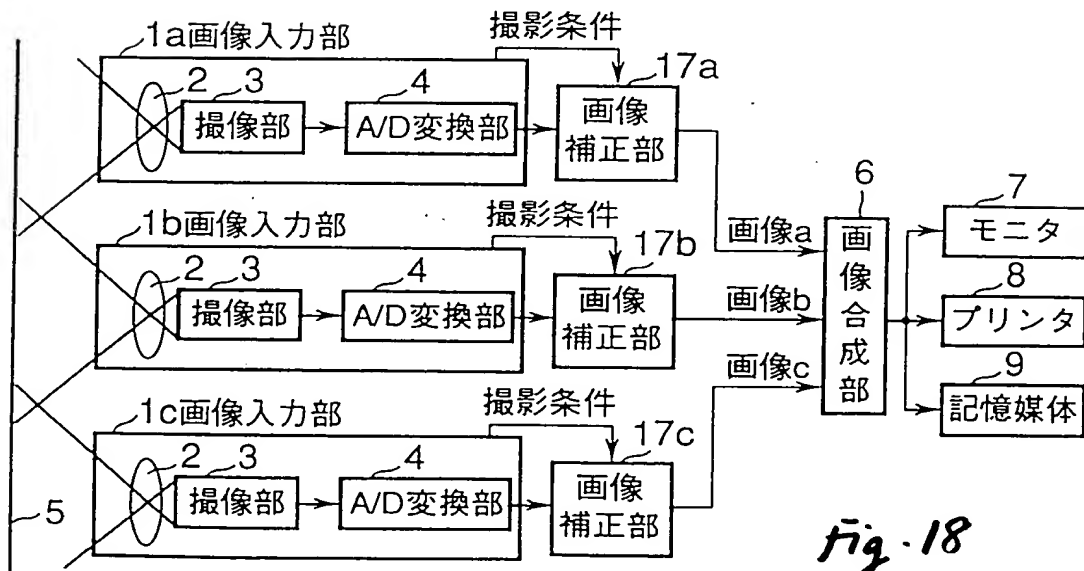 1a画像入力部
撮影条件
17a
2
3
4
撮像部
A/D変換部
画像
補正部
1b画像入力部
撮影条件
17b
2
3
4
撮像部
A/D変換部
画像
補正部
1c画像入力部
撮影条件
17c
2
3
4
撮像部
A/D変換部
画像
補正部
5
画像a
画像b
画像c
6
画像合成部
7
モニタ
8
プリンタ
9
記憶媒体
Fig. 18